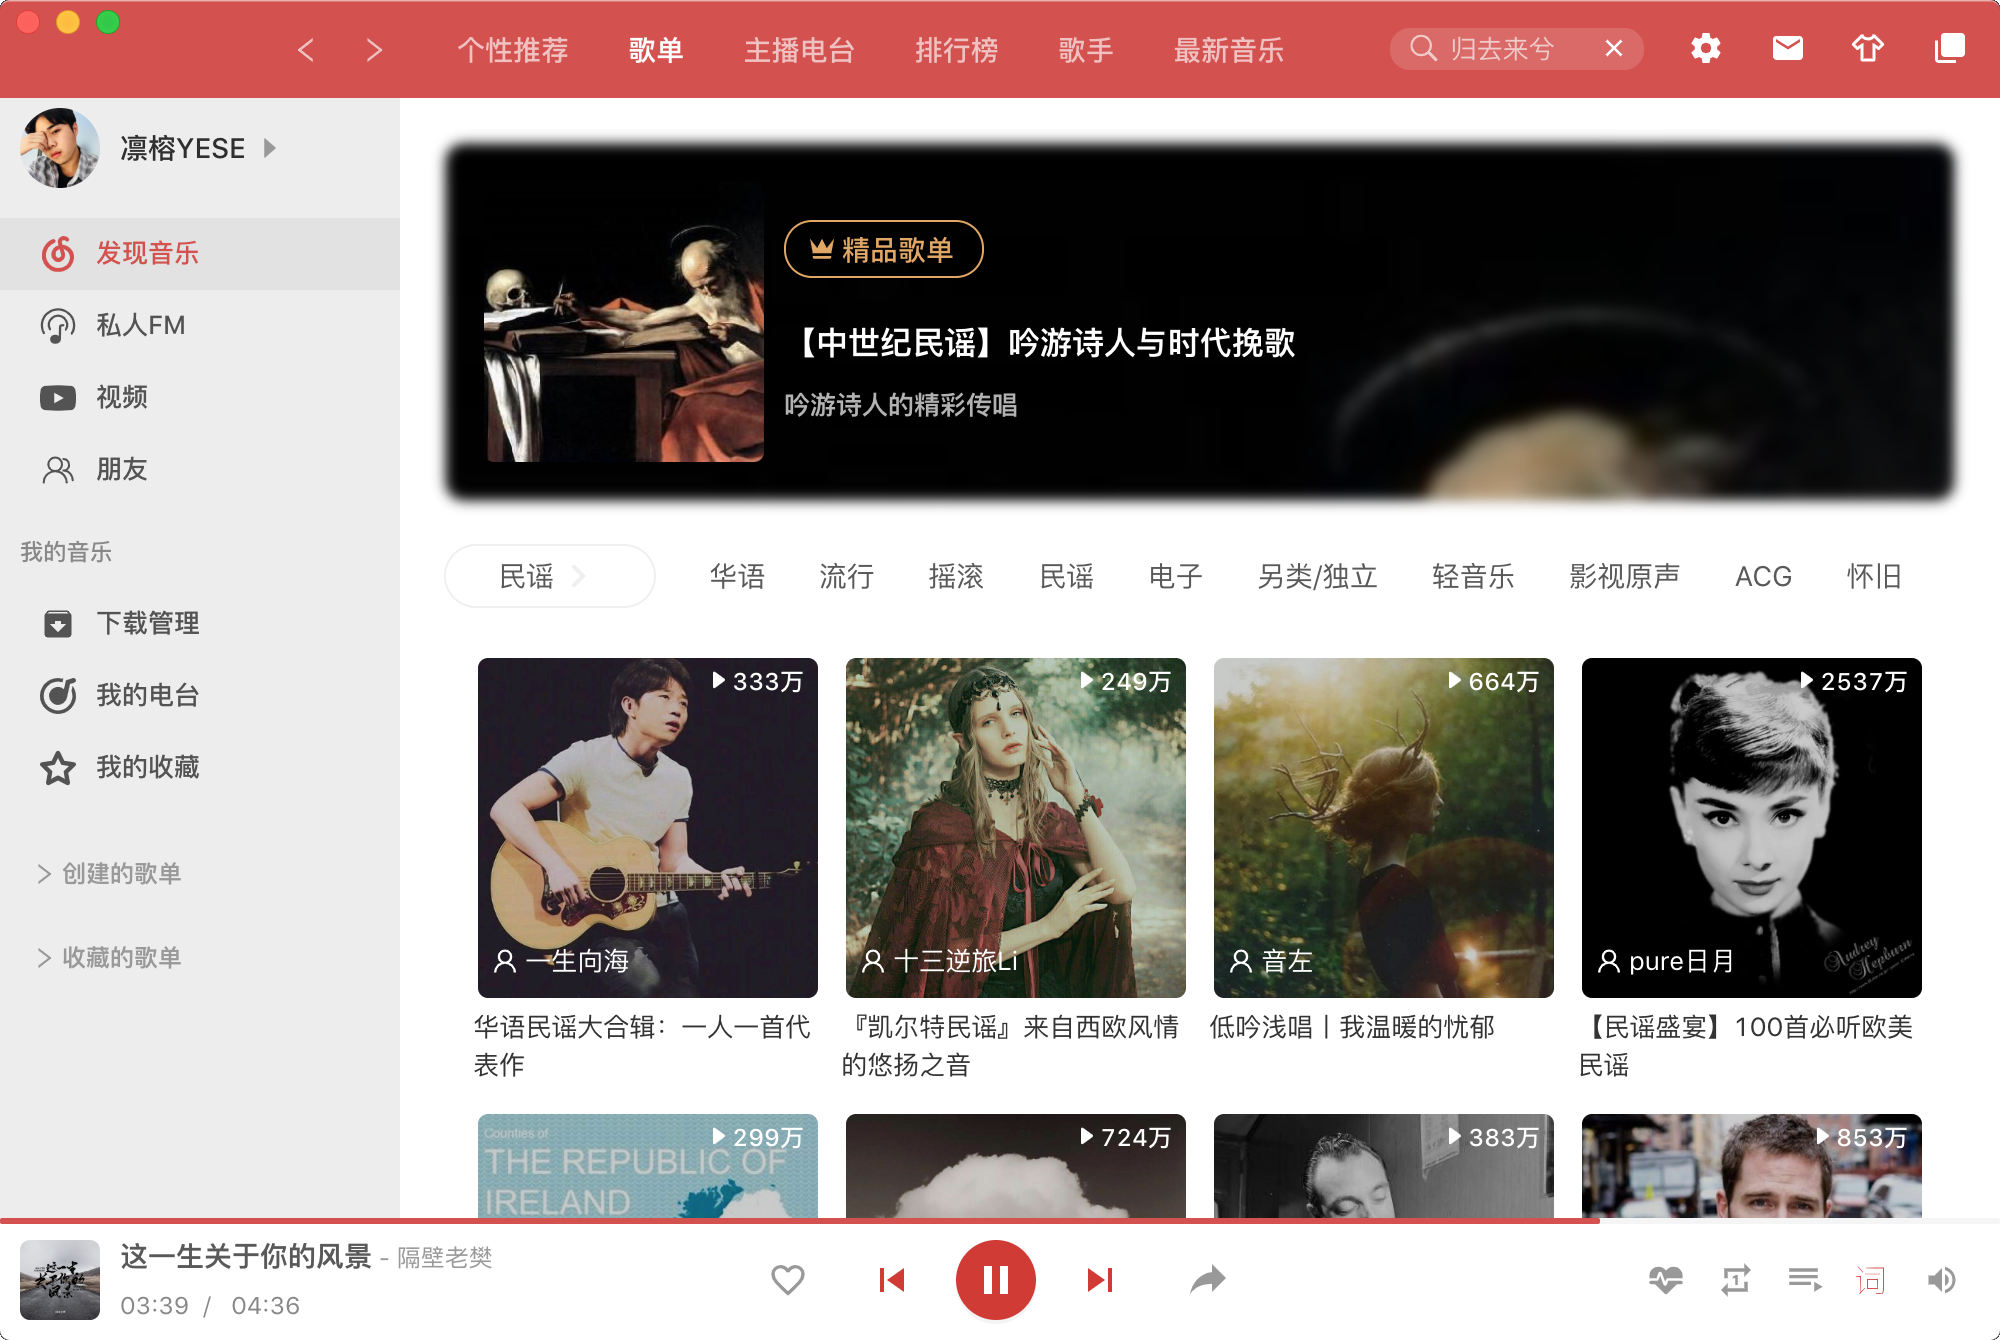 个性推荐 歌单 主播电台 排行榜 歌手 最新音乐 归去来兮
凛榕YESE
发现音乐
私人FM
视频
朋友
我的音乐
下载管理
我的电台
我的收藏
创建的歌单
收藏的歌单
精品歌单
【中世纪民谣】吟游诗人与时代挽歌
吟游诗人的精彩传唱
民谣 华语 流行 摇滚 民谣 电子 另类/独立 轻音乐 影视原声 ACG 怀旧
333万
一生向海
华语民谣大合辑：一人一首代
表作
249万
十三逆旅Li
『凯尔特民谣』来自西欧风情
的悠扬之音
664万
音左
低吟浅唱丨我温暖的忧郁
2537万
pure日月
Audrey
Hepburn
【民谣盛宴】100首必听欧美
民谣
299万
Counties of
THE REPUBLIC OF
IRELAND
724万
383万
853万
这一生
关于你的
风景
这一生关于你的风景 - 隔壁老樊
03:39 / 04:36
1
词